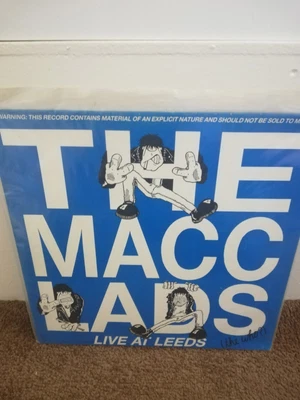 WARNING: THIS RECORD CONTAINS MATERIAL OF AN EXPLICIT NATURE AND SHOULD NOT BE SOLD TO M
THE
MACC
LADS
LIVE AT LEEDS